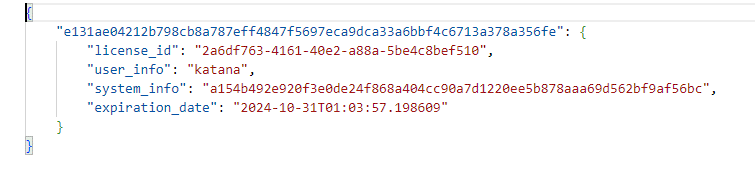 {
"e131ae04212b798cb8a787eff4847f5697eca9dca33a6bbf4c6713a378a356fe": {
"license_id": "2a6df763-4161-40e2-a88a-5be4c8bef510",
"user_info": "katana",
"system_info": "a154b492e920f3e0de24f868a404cc90a7d1220ee5b878aaa69d562bf9af56bc",
"expiration_date": "2024-10-31T01:03:57.198609"
}
}